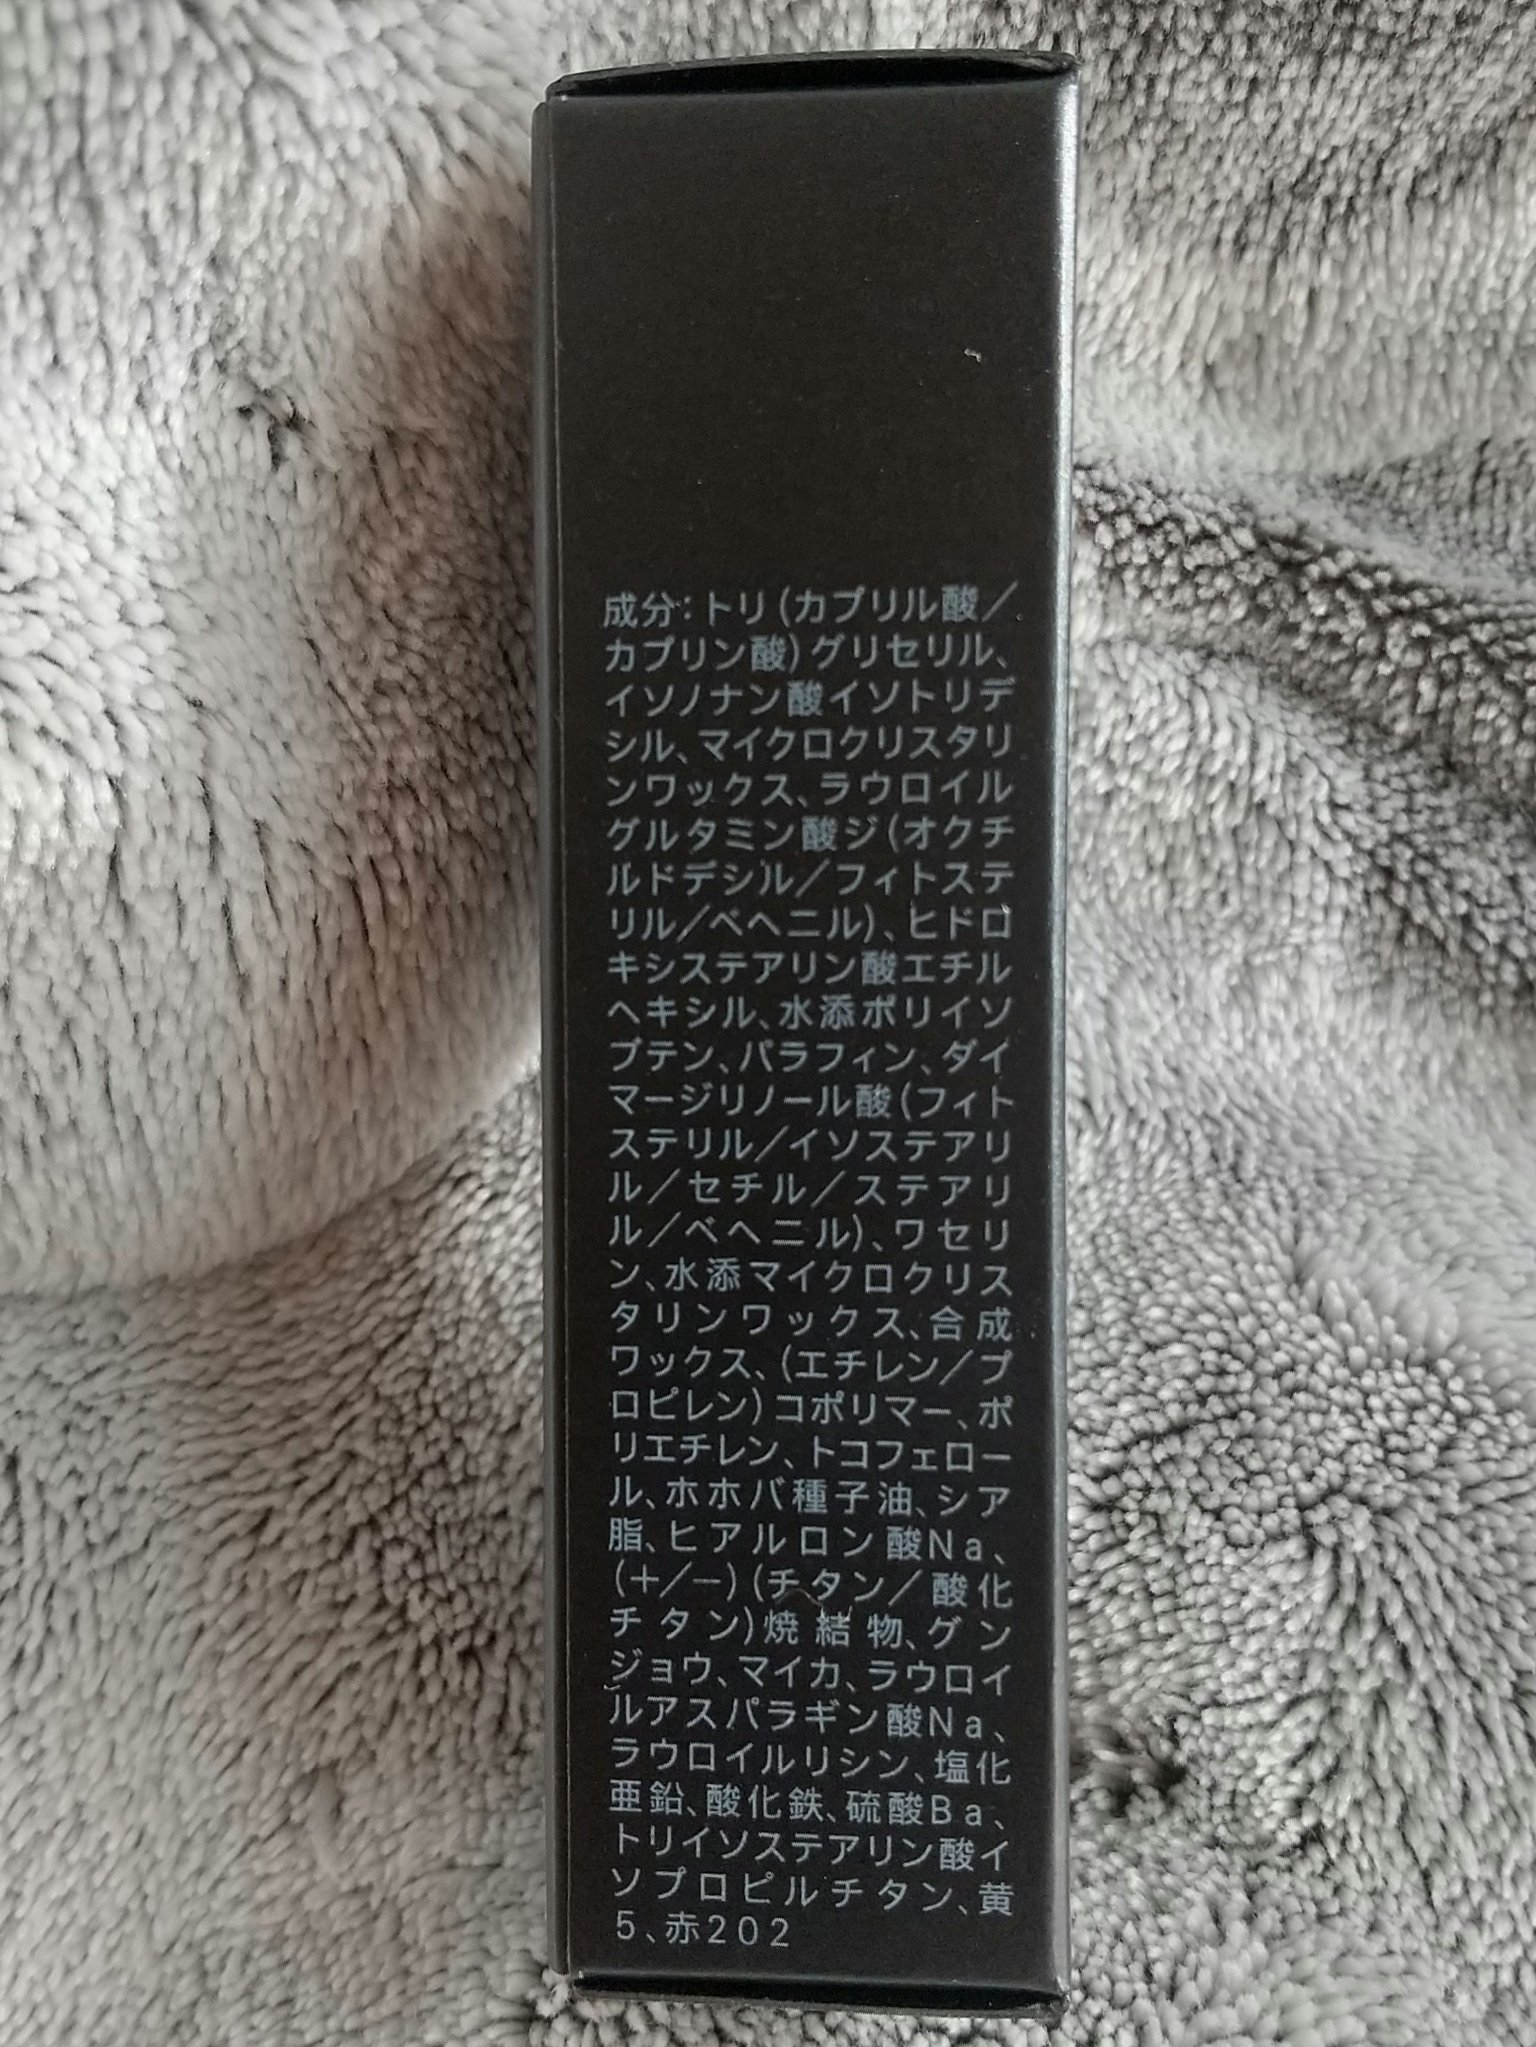 成分：トリ（カプリル酸／
カプリン酸）グリセリル、
イソノナン酸イソトリデ
シル、マイクロクリスタリ
ンワックス、ラウロイル
グルタミン酸ジ（オクチ
ルドデシル／フィトステ
リル／ベヘニル）、ヒドロ
キシステアリン酸エチル
ヘキシル、水添ポリイソ
ブテン、パラフィン、ダイ
マージリノール酸（フィト
ステリル／イソステアリ
ル／セチル／ステアリ
ル／ベヘニル）、ワセリ
ン、水添マイクロクリス
タリンワックス、合成
ワックス、（エチレン／プ
ロピレン）コポリマー、ポ
リエチレン、トコフェロー
ル、ホホバ種子油、シア
脂、ヒアルロン酸Na、
（＋／－）（チタン／酸化
チタン）焼結物、グン
ジョウ、マイカ、ラウロイ
ルアスパラギン酸Na、
ラウロイルリシン、塩化
亜鉛、酸化鉄、硫酸Ba、
トリイソステアリン酸イ
ソプロピルチタン、黄
5、赤202